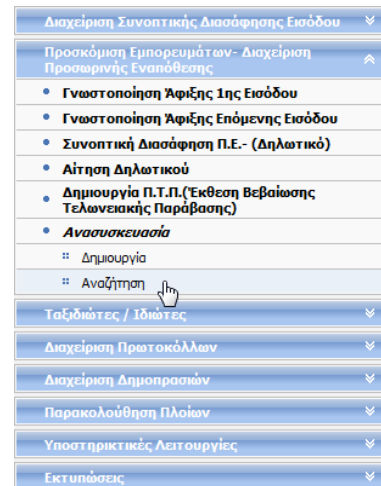 Διαχείριση Συνοπτικής Διασάφησης Εισόδου
Προσκόμιση Εμπορευμάτων- Διαχείριση
Προσωρινής Εναπόθεσης
Γνωστοποίηση Άφιξης 1ης Εισόδου
Γνωστοποίηση Άφιξης Επόμενης Εισόδου
Συνοπτική Διασάφηση Π.Ε.- (Δηλωτικό)
Αίτηση Δηλωτικού
Δημιουργία Π.Τ.Π.(Έκθεση Βεβαίωσης
Τελωνειακής Παράβασης)
Ανασυσκευασία
Δημιουργία
Αναζήτηση
Ταξιδιώτες / Ιδιώτες
Διαχείριση Πρωτοκόλλων
Διαχείριση Δημοπρασιών
Παρακολούθηση Πλοίων
Υποστηρικτικές Λειτουργίες
Εκτυπώσεις